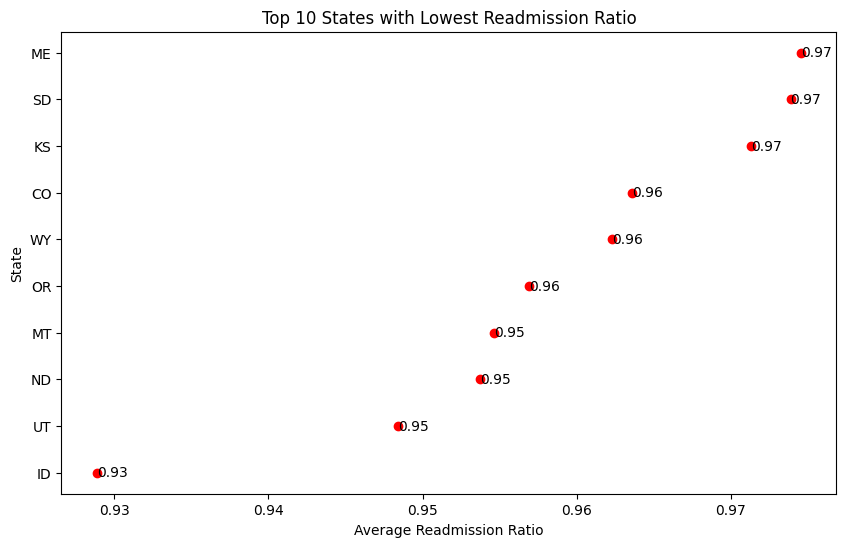 Top 10 States with Lowest Readmission Ratio
State
ME
0.97
SD
0.97
KS
0.97
CO
0.96
WY
0.96
OR
0.96
MT
0.95
ND
0.95
UT
0.95
ID
0.93
0.93 0.94 0.95 0.96 0.97
Average Readmission Ratio